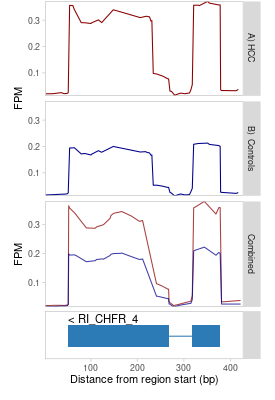 0.3
0.2
0.1
A) HCC
FPM
0.3
0.2
0.1
B) Controls
0.3
0.2
0.1
FPM
Combined
< RI_CHFR_4
100 200 300 400
Distance from region start (bp)